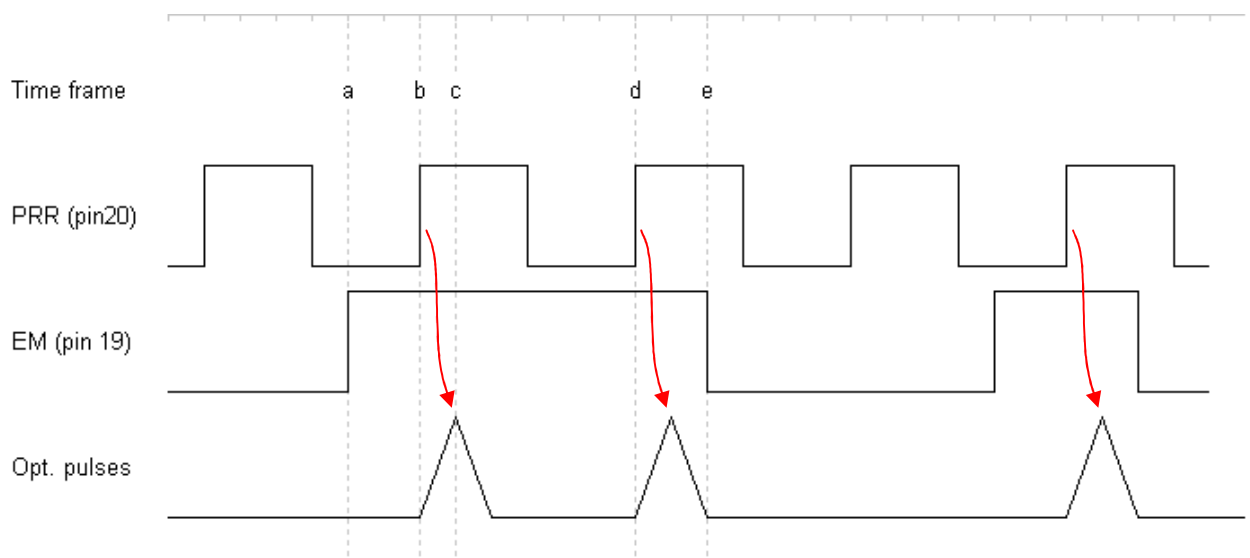 Time frame a b c d e
PRR (pin20)
EM (pin 19)
Opt. pulses